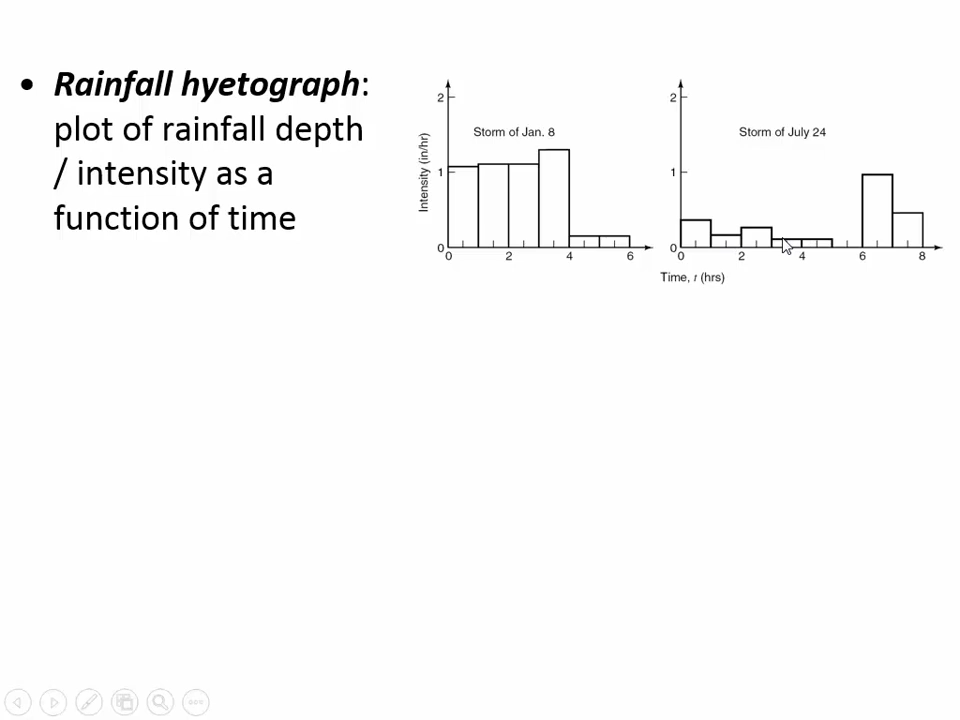 • Rainfall hyetograph:
plot of rainfall depth
/ intensity as a
function of time
Intensity (in/hr)
2
1
0
Storm of Jan. 8
0 2 4 6
2
1
0
Storm of July 24
0 2 4 6 8
Time, t (hrs)